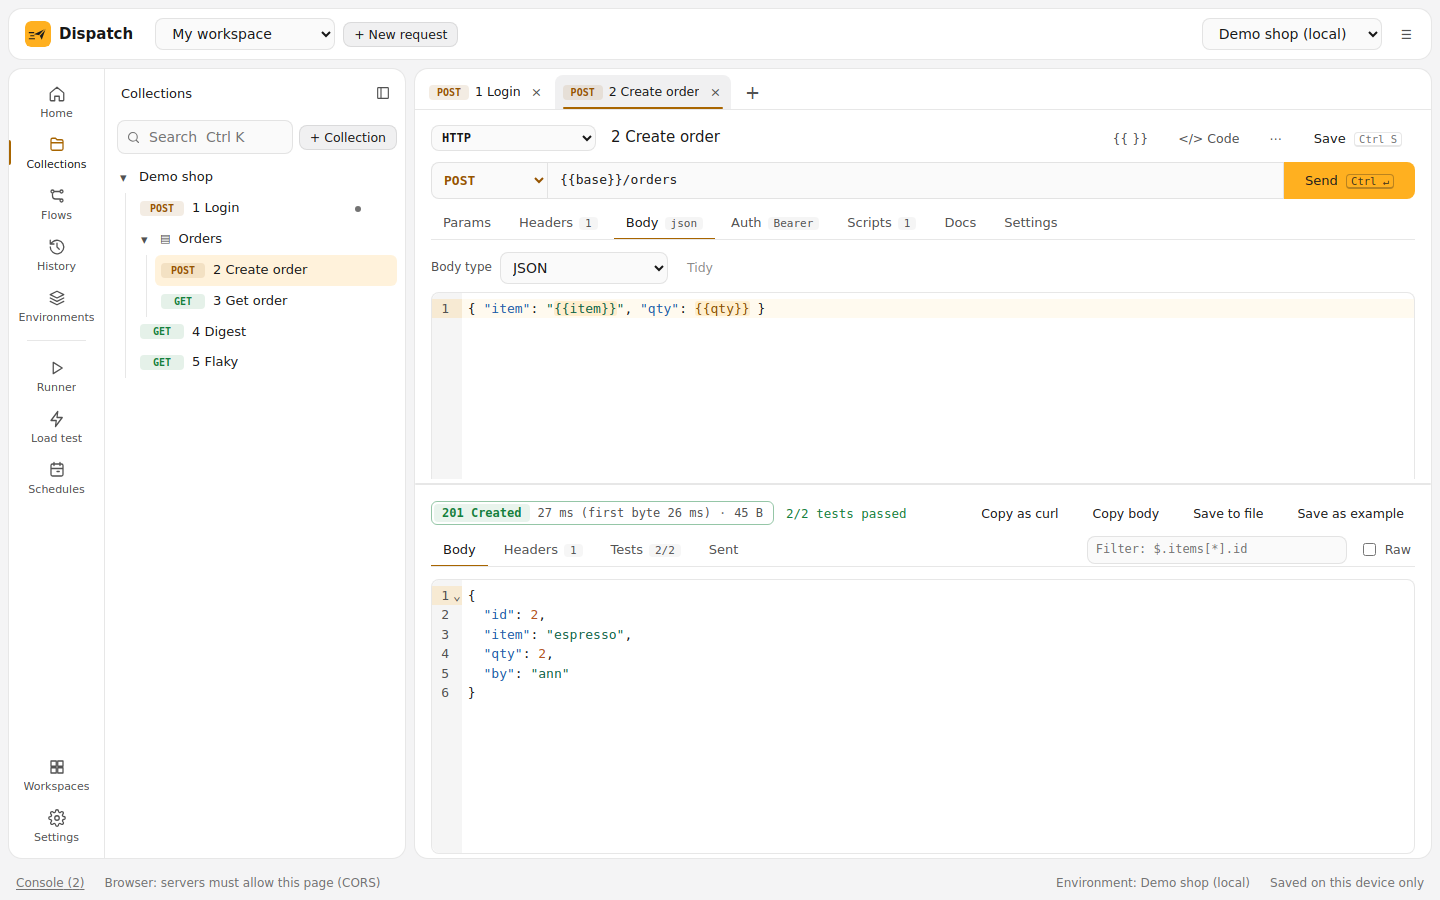 Dispatch
My workspace
+ New request
Demo shop (local)
Home
Collections
Flows
History
Environments
Runner
Load test
Schedules
Workspaces
Settings
Collections
Search Ctrl K
+ Collection
Demo shop
POST 1 Login
Orders
POST 2 Create order
GET 3 Get order
GET 4 Digest
GET 5 Flaky
POST 1 Login ×
POST 2 Create order ×
+
HTTP
2 Create order
{{ }}
</> Code
···
Save Ctrl S
POST
{{base}}/orders
Send Ctrl ↵
Params
Headers 1
Body json
Auth Bearer
Scripts 1
Docs
Settings
Body type
JSON
Tidy
1 { "item": "{{item}}", "qty": {{qty}} }
201 Created 27 ms (first byte 26 ms) · 45 B
2/2 tests passed
Copy as curl
Copy body
Save to file
Save as example
Body
Headers 1
Tests 2/2
Sent
Filter: $.items[*].id
Raw
1 {
2 "id": 2,
3 "item": "espresso",
4 "qty": 2,
5 "by": "ann"
6 }
Console (2)
Browser: servers must allow this page (CORS)
Environment: Demo shop (local)
Saved on this device only